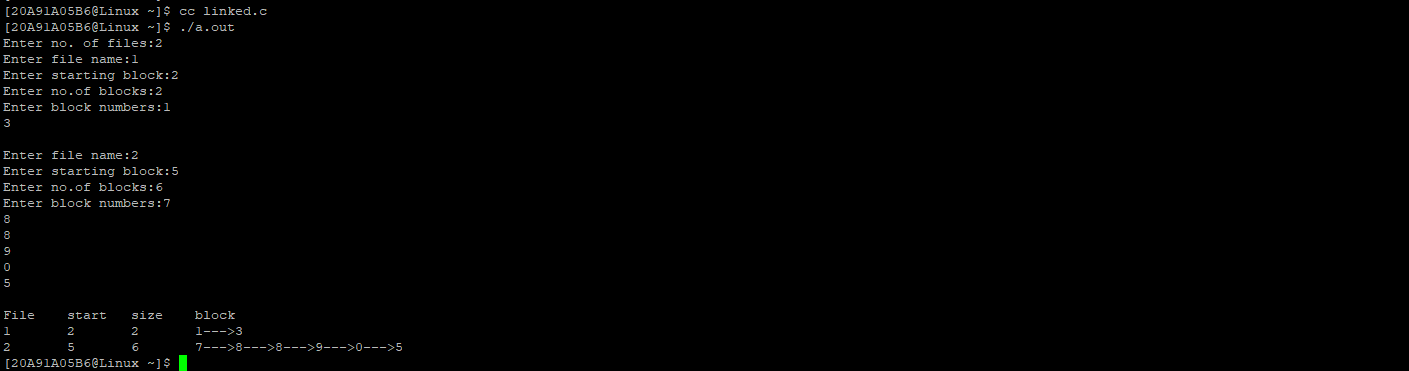 [20A91A05B6@Linux ~]$ cc linked.c
[20A91A05B6@Linux ~]$ ./a.out
Enter no. of files:2
Enter file name:1
Enter starting block:2
Enter no.of blocks:2
Enter block numbers:1
3
Enter file name:2
Enter starting block:5
Enter no.of blocks:6
Enter block numbers:7
8
8
9
0
5
File    start   size    block
1       2       2       1--->3
2       5       6       7--->8--->8--->9--->0--->5
[20A91A05B6@Linux ~]$